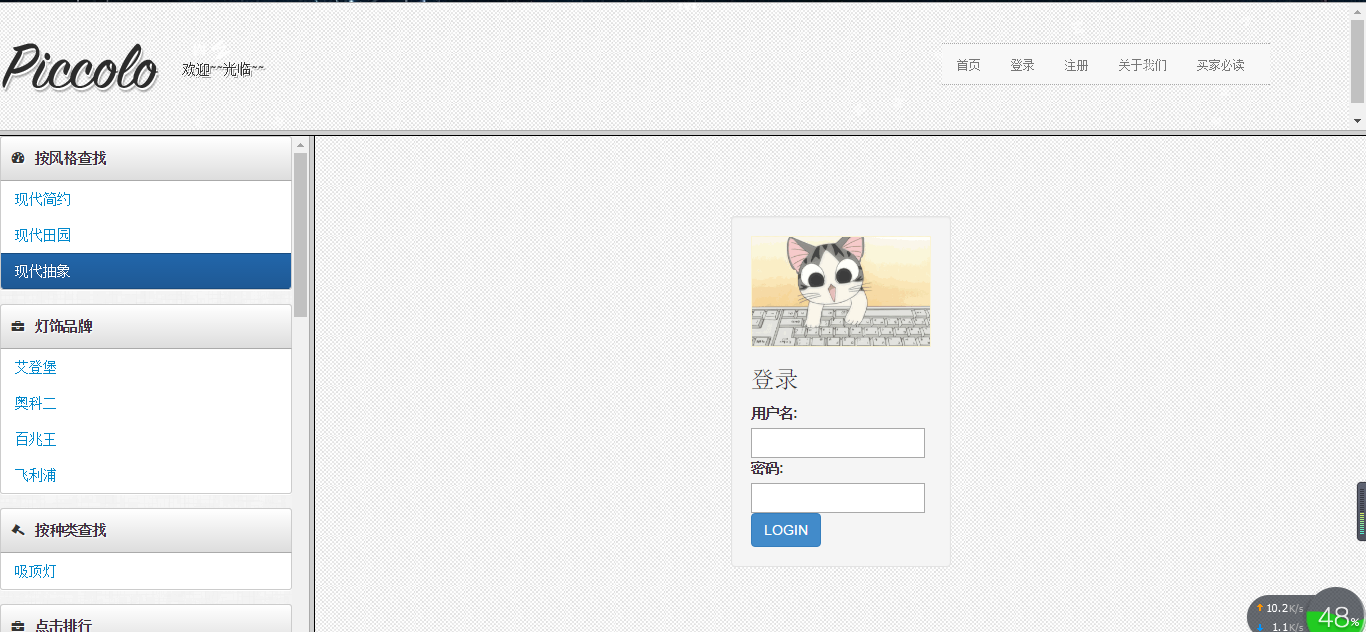 Piccolo
欢迎~~光临~~
首页 登录 注册 关于我们 买家必读
按风格查找
现代简约
现代田园
现代抽象
灯饰品牌
艾登堡
奥科二
百兆王
飞利浦
按种类查找
吸顶灯
点击排行
登录
用户名:
密码:
LOGIN
10.2K/s
1.1K/s
48%